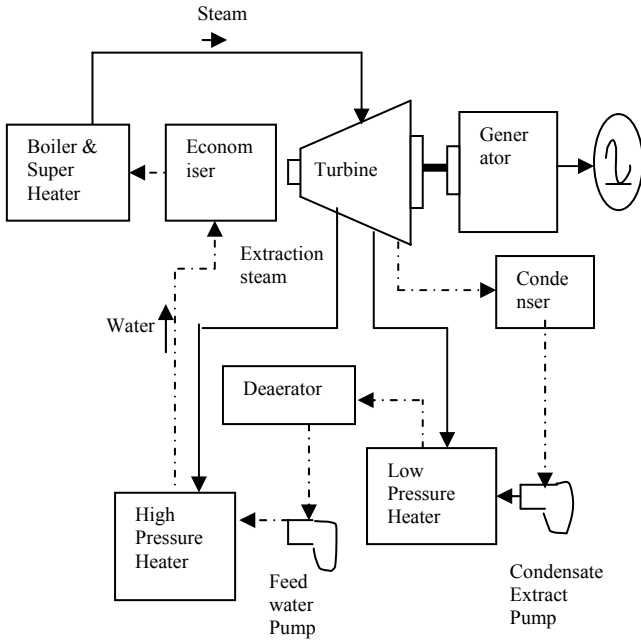 Steam
Boiler &
Super
Heater
Econom
iser
Turbine
Gener
ator
Extraction
steam
Water
Conde
nser
Deaerator
Low
Pressure
Heater
High
Pressure
Heater
Feed
water
Pump
Condensate
Extract
Pump